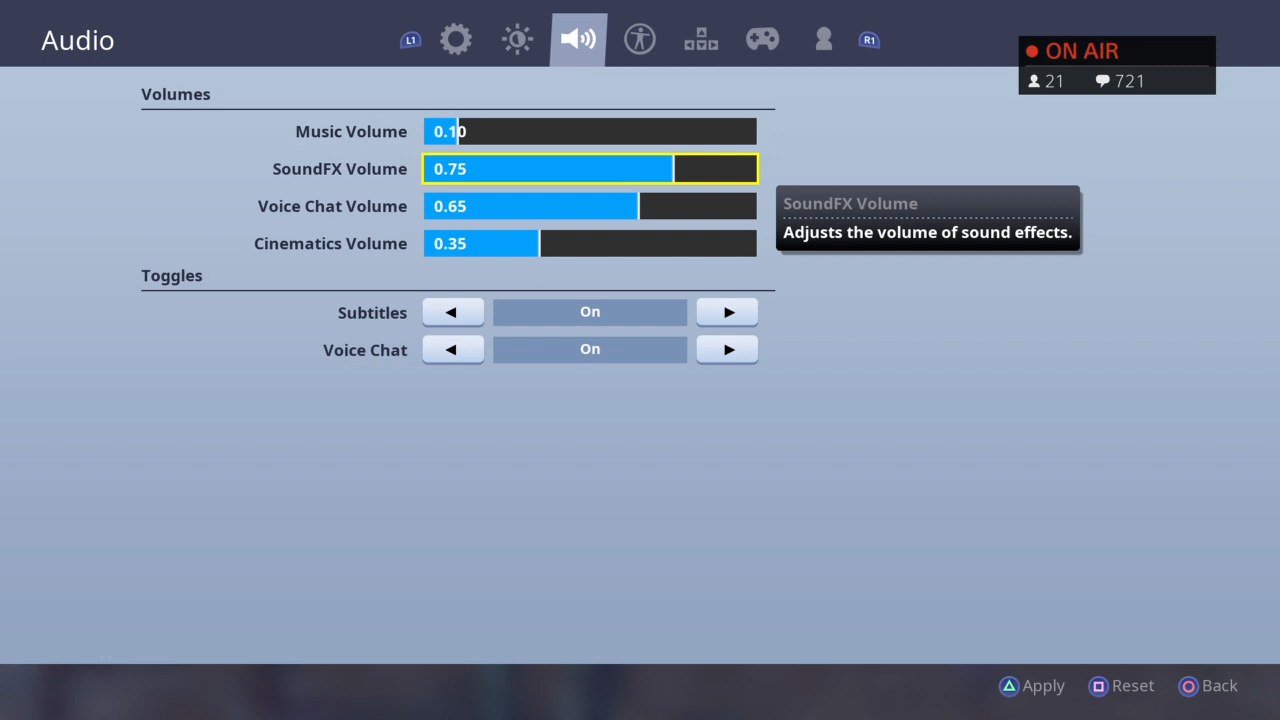 Audio
L1
R1
ON AIR
21 721
Volumes
Music Volume 0.10
SoundFX Volume 0.75
Voice Chat Volume 0.65
Cinematics Volume 0.35
SoundFX Volume
Adjusts the volume of sound effects.
Toggles
Subtitles On
Voice Chat On
Apply Reset Back